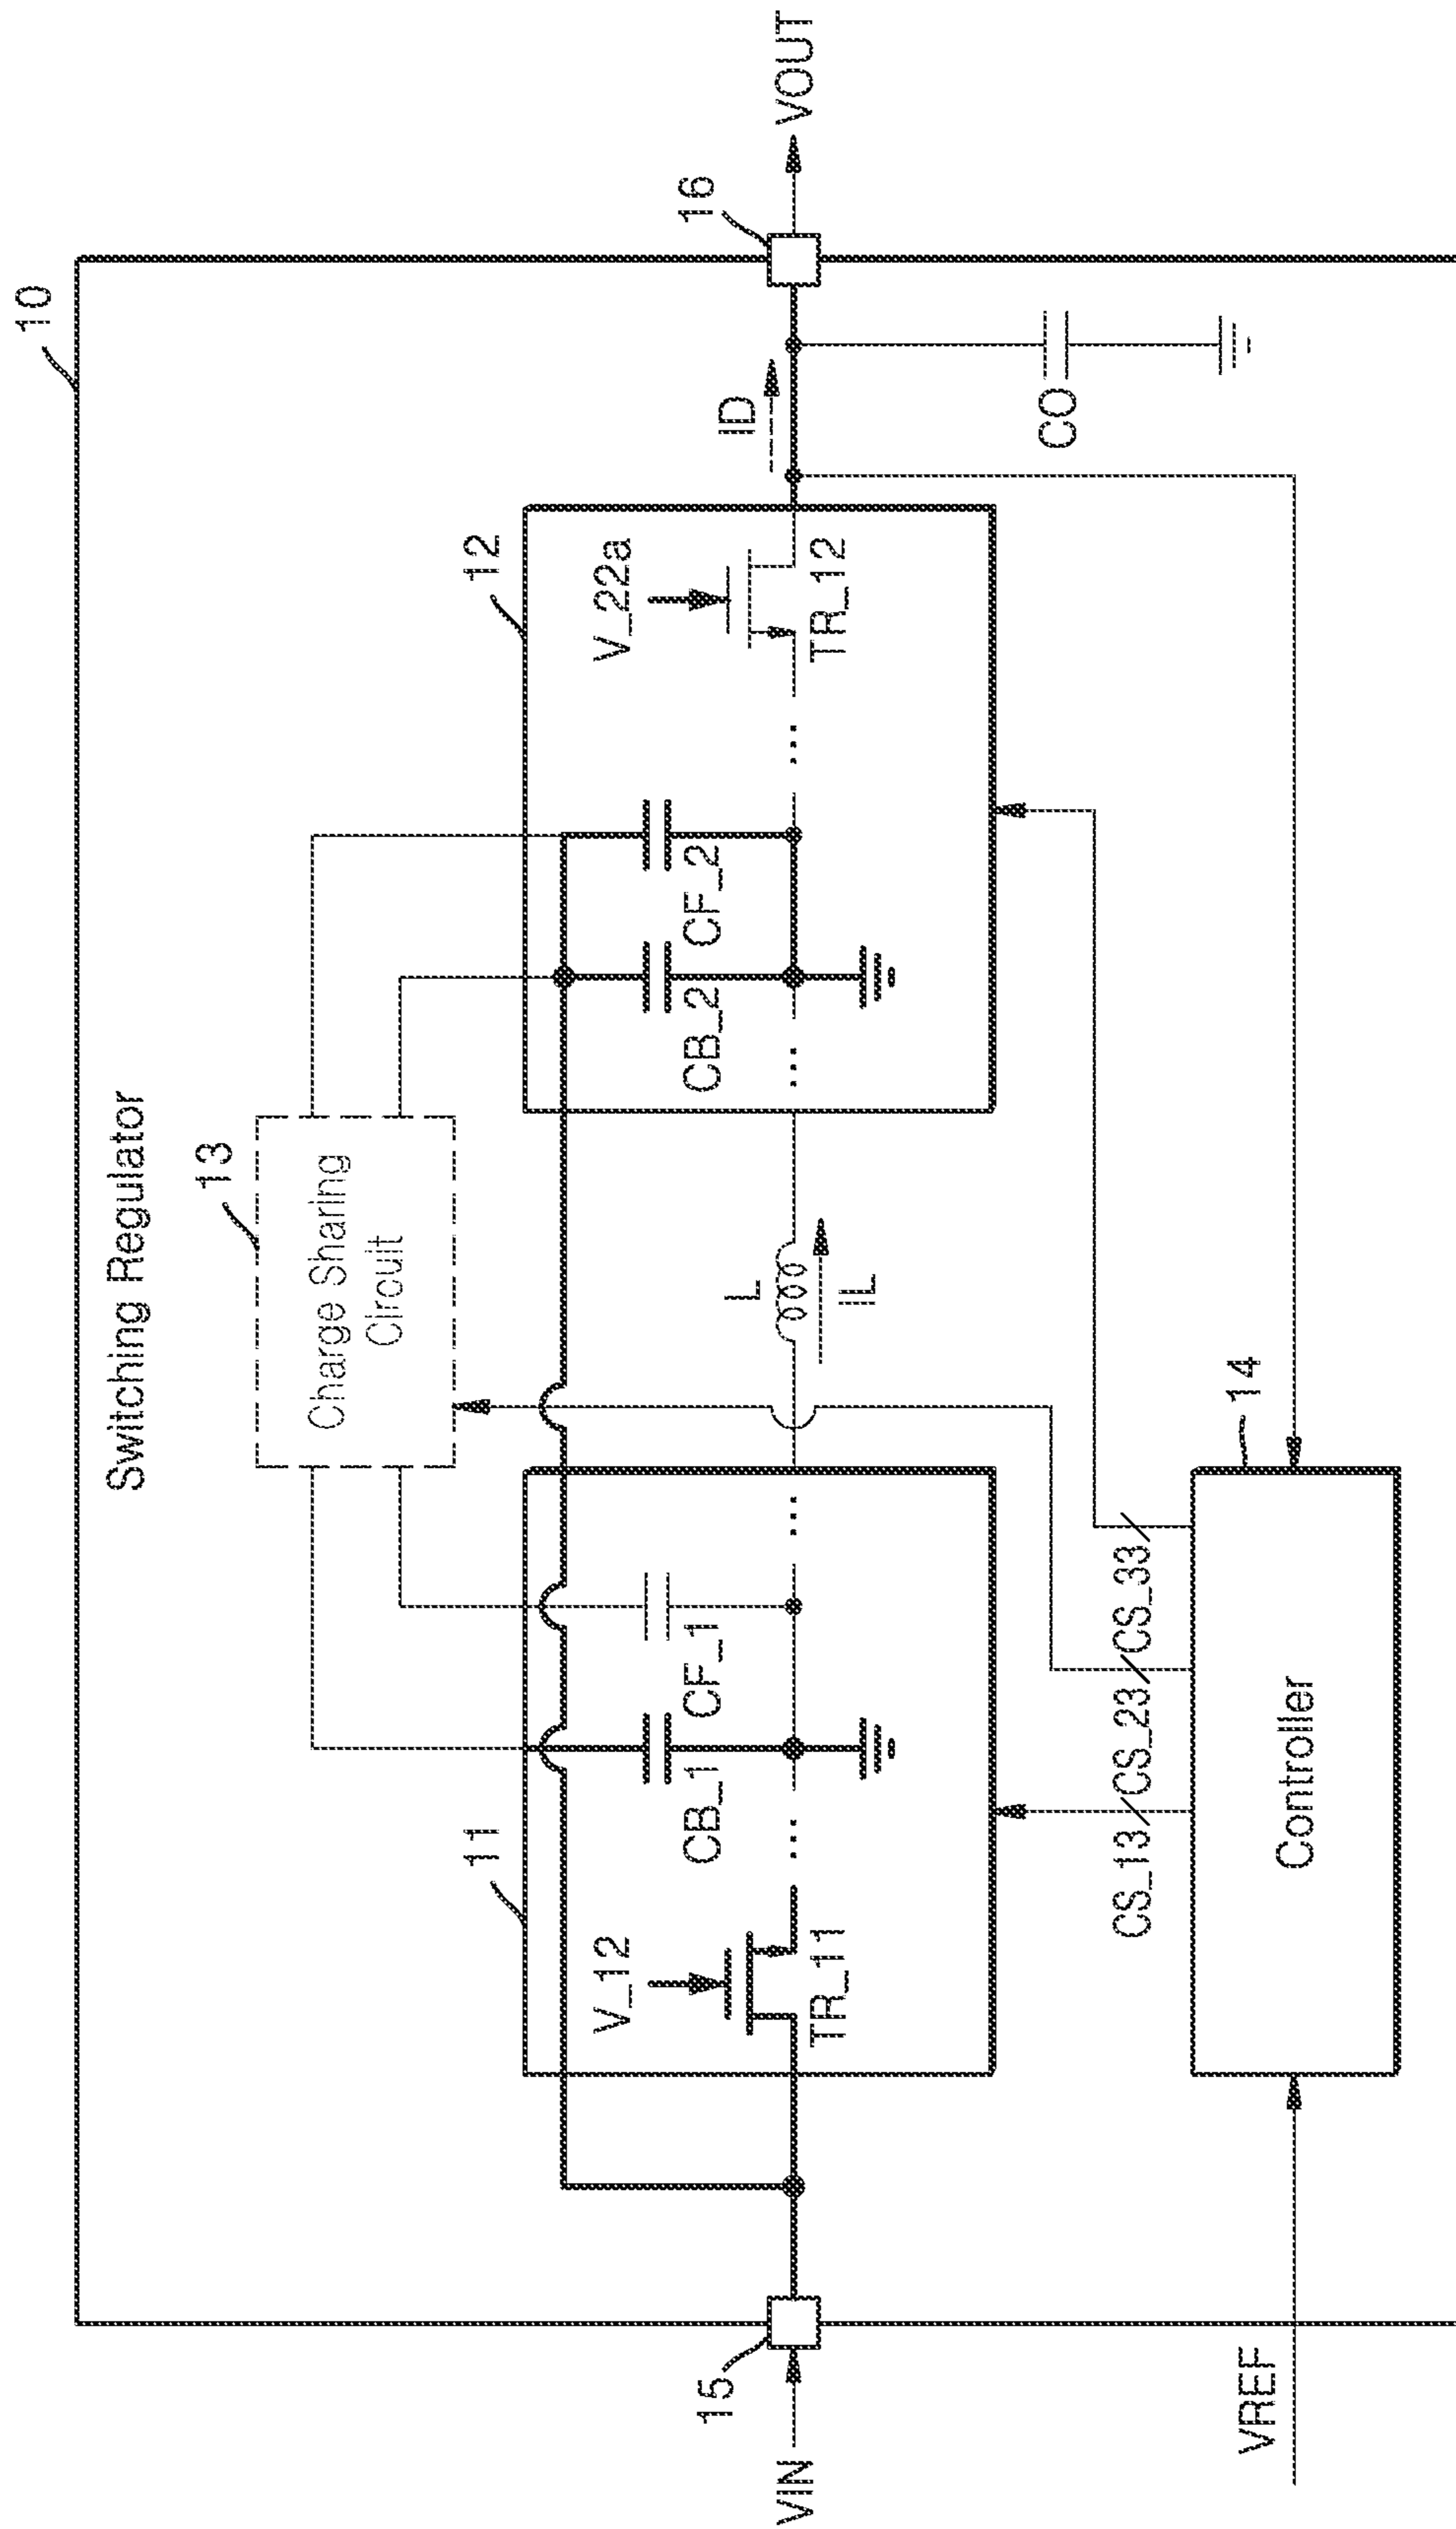 10
Switching Regulator
13
Charge Sharing
Circuit
11
12
V_12
V_22a
CB_1
CF_1
CB_2
CF_2
TR_11
TR_12
L
IL
ID
15
16
VIN
VOUT
CO
CS_13
CS_23
CS_33
14
Controller
VREF